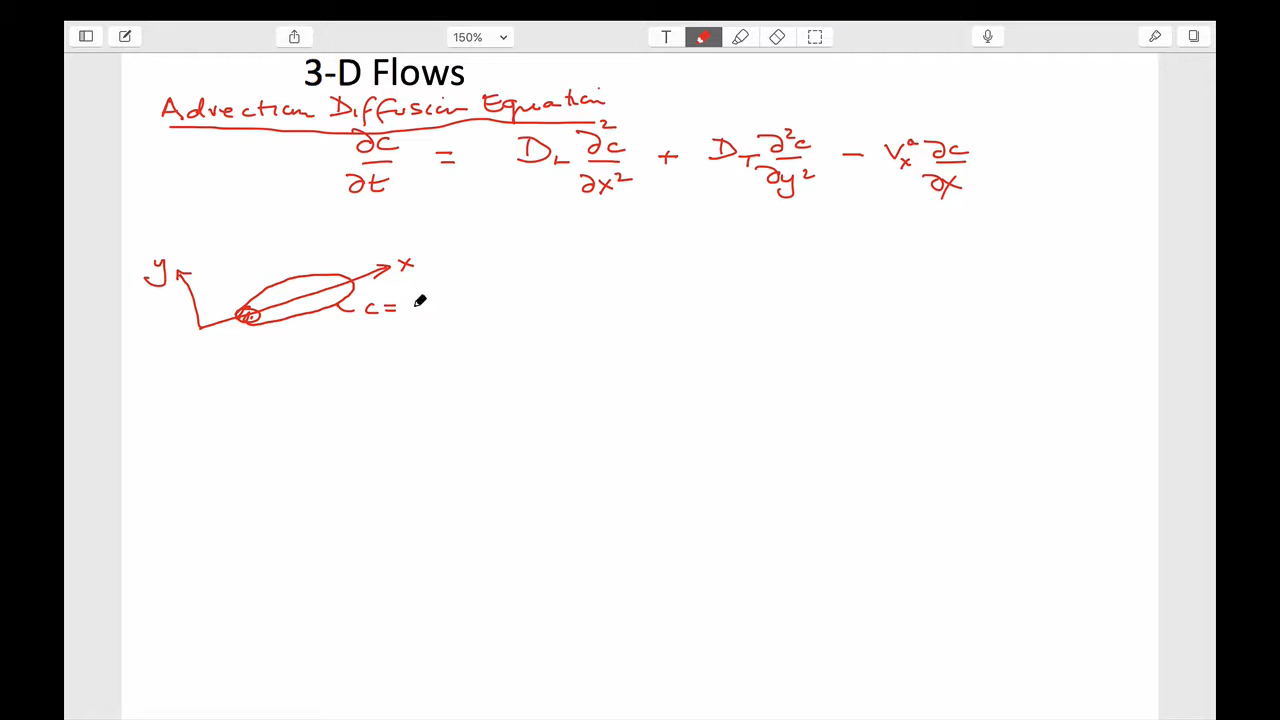 150%
T
3-D Flows
Advection Diffusion Equation
∂c/∂t = D_L ∂²c/∂x² + D_T ∂²c/∂y² − V_x^a ∂c/∂x
y
x
c =